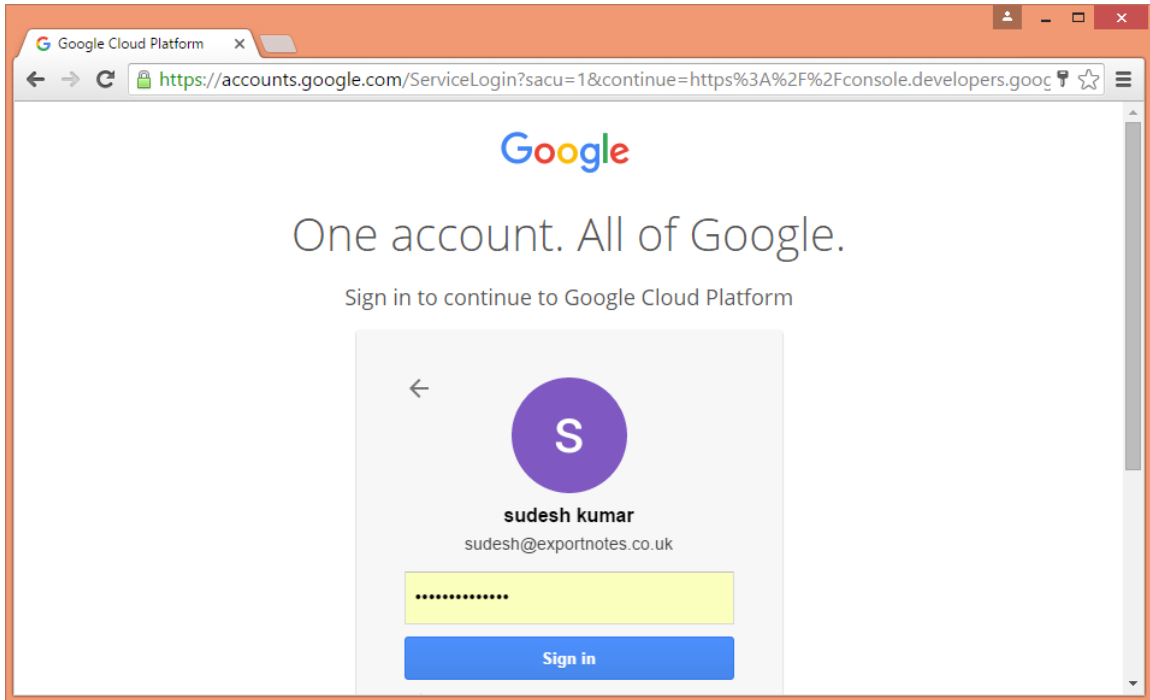 Google Cloud Platform
https://accounts.google.com/ServiceLogin?sacu=1&continue=https%3A%2F%2Fconsole.developers.goog
Google
One account. All of Google.
Sign in to continue to Google Cloud Platform
S
sudesh kumar
sudesh@exportnotes.co.uk
••••••••••••••
Sign in